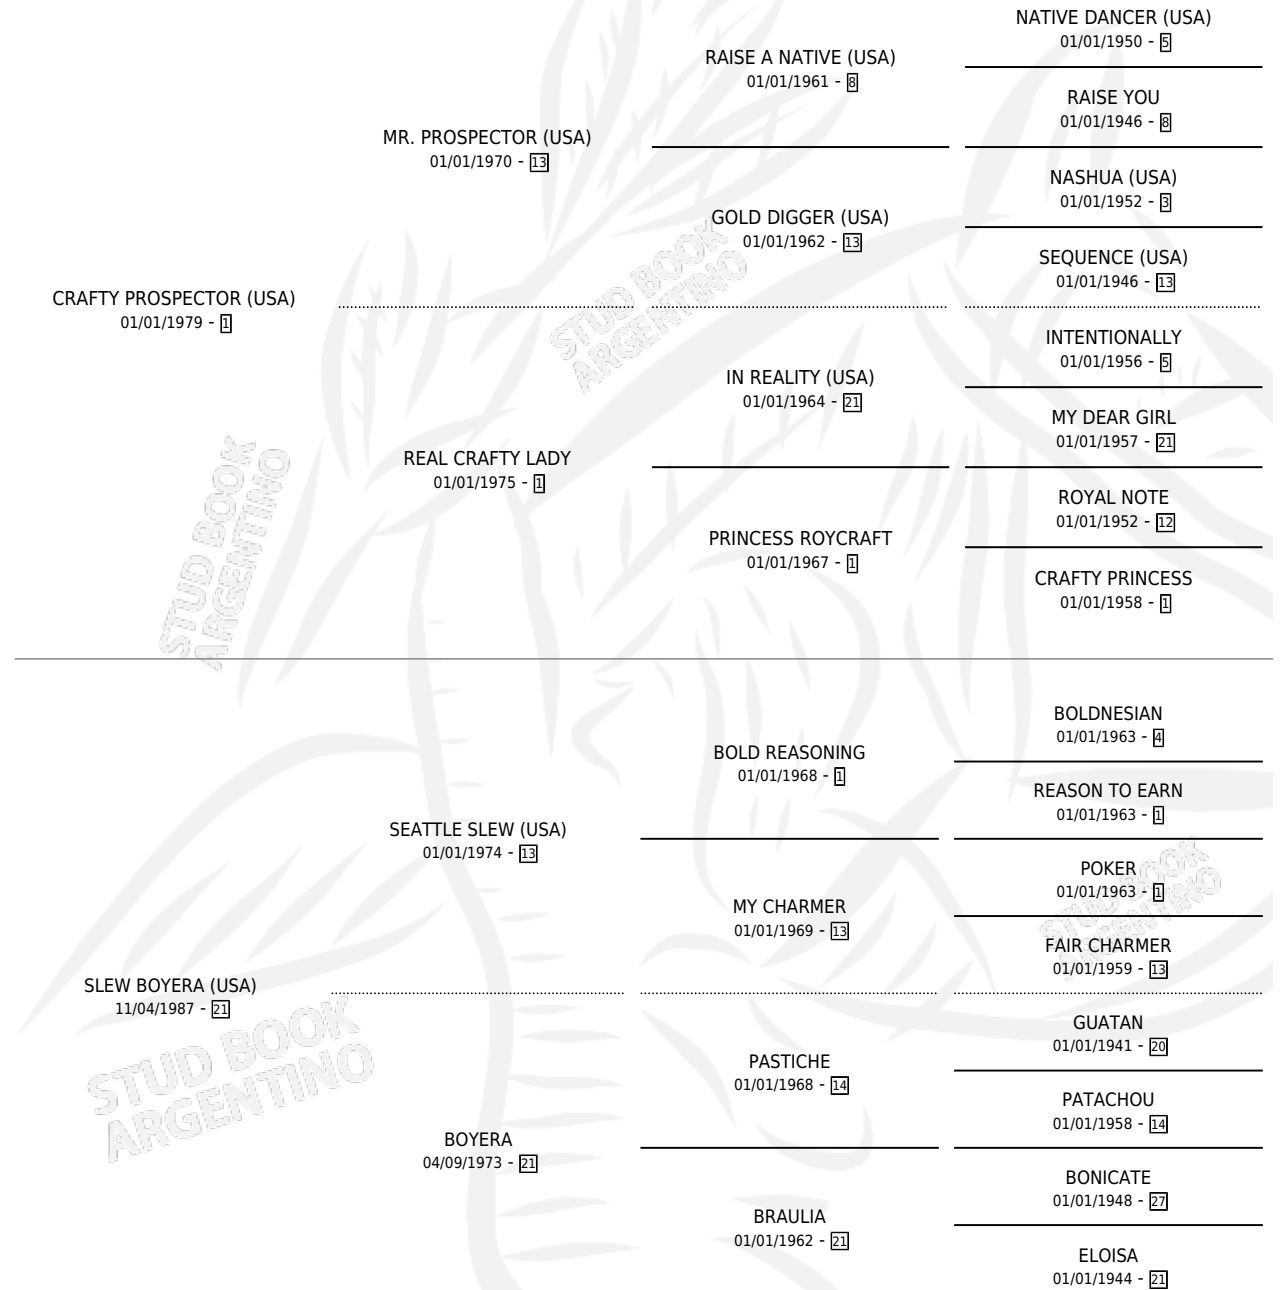 NATIVE DANCER (USA)
01/01/1950 - 5
RAISE A NATIVE (USA)
01/01/1961 - 8
RAISE YOU
01/01/1946 - 8
MR. PROSPECTOR (USA)
01/01/1970 - 13
NASHUA (USA)
01/01/1952 - 3
GOLD DIGGER (USA)
01/01/1962 - 13
SEQUENCE (USA)
01/01/1946 - 13
CRAFTY PROSPECTOR (USA)
01/01/1979 - 1
INTENTIONALLY
01/01/1956 - 5
IN REALITY (USA)
01/01/1964 - 21
MY DEAR GIRL
01/01/1957 - 21
REAL CRAFTY LADY
01/01/1975 - 1
ROYAL NOTE
01/01/1952 - 12
PRINCESS ROYCRAFT
01/01/1967 - 1
CRAFTY PRINCESS
01/01/1958 - 1
BOLDNESIAN
01/01/1963 - 4
BOLD REASONING
01/01/1968 - 1
REASON TO EARN
01/01/1963 - 1
SEATTLE SLEW (USA)
01/01/1974 - 13
POKER
01/01/1963 - 1
MY CHARMER
01/01/1969 - 13
FAIR CHARMER
01/01/1959 - 13
SLEW BOYERA (USA)
11/04/1987 - 21
GUATAN
01/01/1941 - 20
PASTICHE
01/01/1968 - 14
PATACHOU
01/01/1958 - 14
BOYERA
04/09/1973 - 21
BONICATE
01/01/1948 - 27
BRAULIA
01/01/1962 - 21
ELOISA
01/01/1944 - 21
STUD BOOK
ARGENTINO
STUD BOOK
ARGENTINO
STUD BOOK
ARGENTINO
STUD BOOK
ARGENTINO